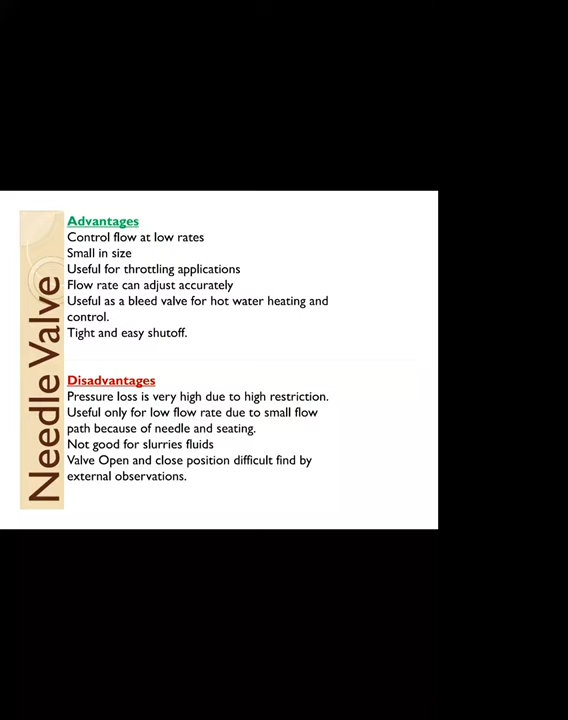 Needle Valve
Advantages
Control flow at low rates
Small in size
Useful for throttling applications
Flow rate can adjust accurately
Useful as a bleed valve for hot water heating and
control.
Tight and easy shutoff.
Disadvantages
Pressure loss is very high due to high restriction.
Useful only for low flow rate due to small flow
path because of needle and seating.
Not good for slurries fluids
Valve Open and close position difficult find by
external observations.